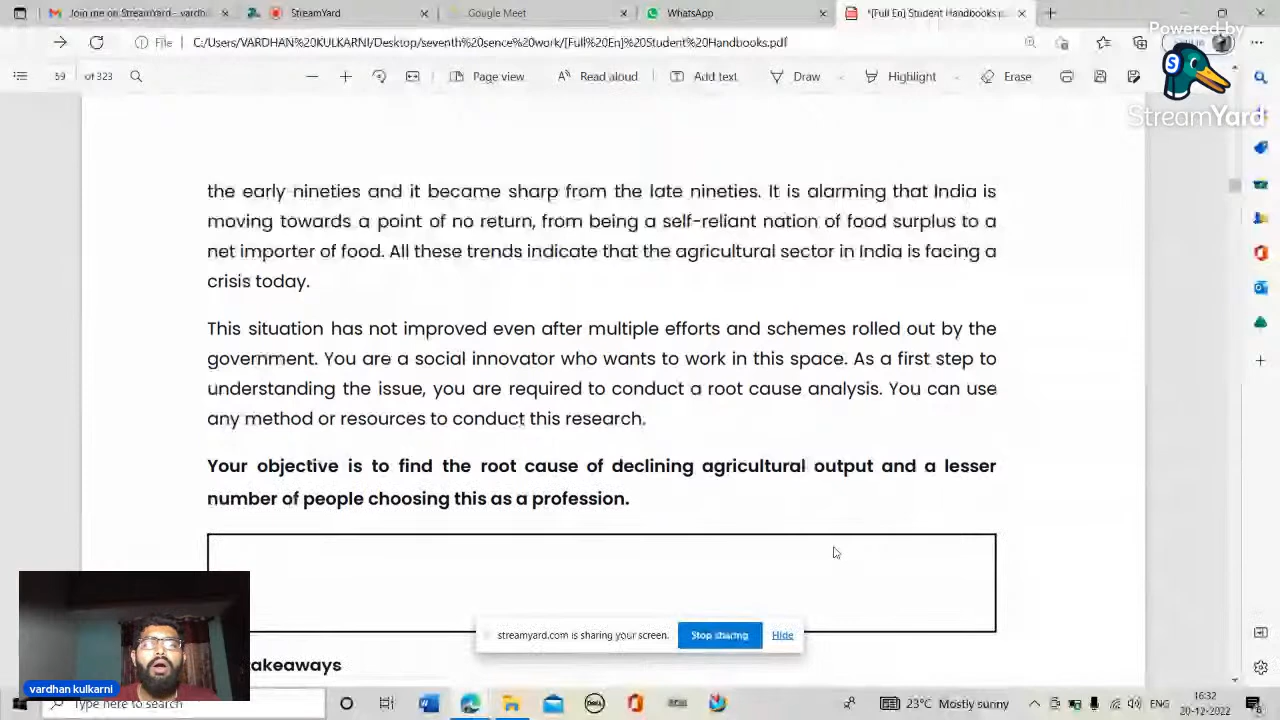 Join me on StreamYard
StreamYard
Google Meet
WhatsApp
*[Full En] Student Handbooks.p
Powered by
File
C:/Users/VARDHAN%20KULKARNI/Desktop/seventh%20work/[Full%20En]%20Student%20Handbooks.pdf
59 of 323
Page view
Read aloud
Add text
Draw
Highlight
Erase
StreamYard
the early nineties and it became sharp from the late nineties. It is alarming that India is
moving towards a point of no return, from being a self-reliant nation of food surplus to a
net importer of food. All these trends indicate that the agricultural sector in India is facing a
crisis today.
This situation has not improved even after multiple efforts and schemes rolled out by the
government. You are a social innovator who wants to work in this space. As a first step to
understanding the issue, you are required to conduct a root cause analysis. You can use
any method or resources to conduct this research.
Your objective is to find the root cause of declining agricultural output and a lesser
number of people choosing this as a profession.
streamyard.com is sharing your screen.
Stop sharing
Hide
akeaways
vardhan kulkarni
Type here to search
23°C Mostly sunny
16:32
20-12-2022